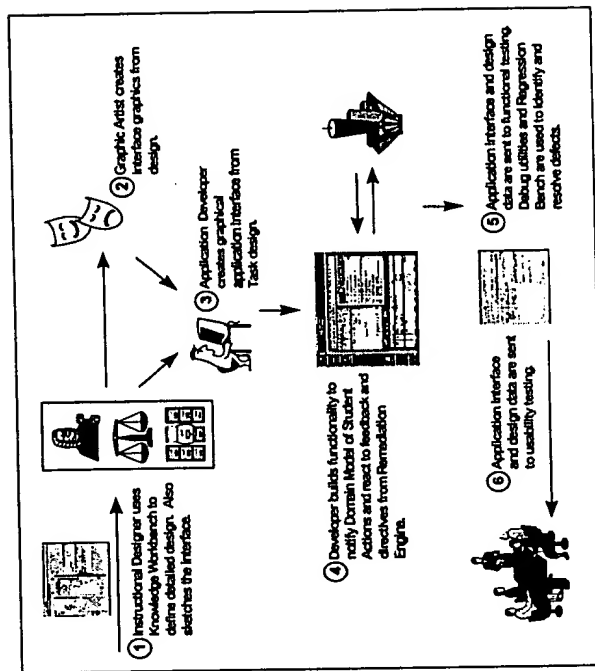 1 Instructional Designer uses
Knowledge Workbench to
define detailed design. Also
sketches the Interface.
2 Graphic Artist creates
Interface graphics from
design.
3 Application Developer
creates graphical
application Interface from
Task design.
4 Developer builds functionality to
notify Domain Model of Student
Actions and react to feedback and
directives from Remediation
Engine.
5 Application Interface and design
data are sent to functional testing.
Debug utilities and Regression
Bench are used to identify and
resolve defects.
6 Application Interface
and design data are sent
to usability testing.